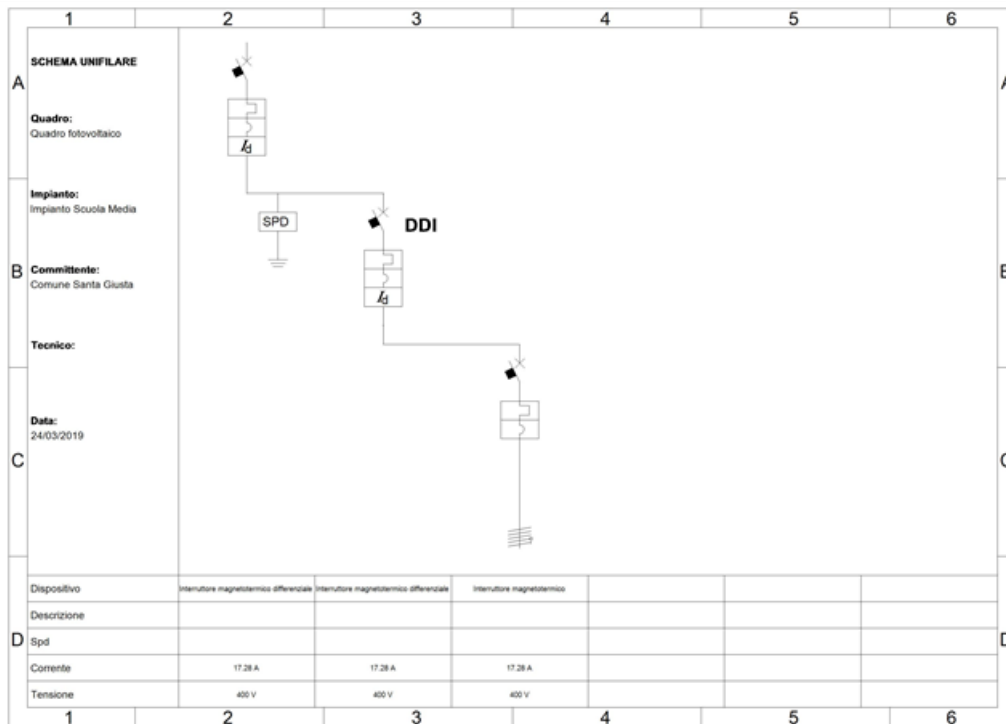 1 2 3 4 5 6
A A
SCHEMA UNIFILARE
Quadro:
Quadro fotovoltaico
Id
Impianto:
Impianto Scuola Media
SPD
DDI
B B
Committente:
Comune Santa Giusta
Id
Tecnico:
Data:
24/03/2019
C C
Dispositivo Interruttore magnetotermico differenziale Interruttore magnetotermico differenziale Interruttore magnetotermico
Descrizione
D D
Spd
Corrente 17.28 A 17.28 A 17.28 A
Tensione 400 V 400 V 400 V
1 2 3 4 5 6